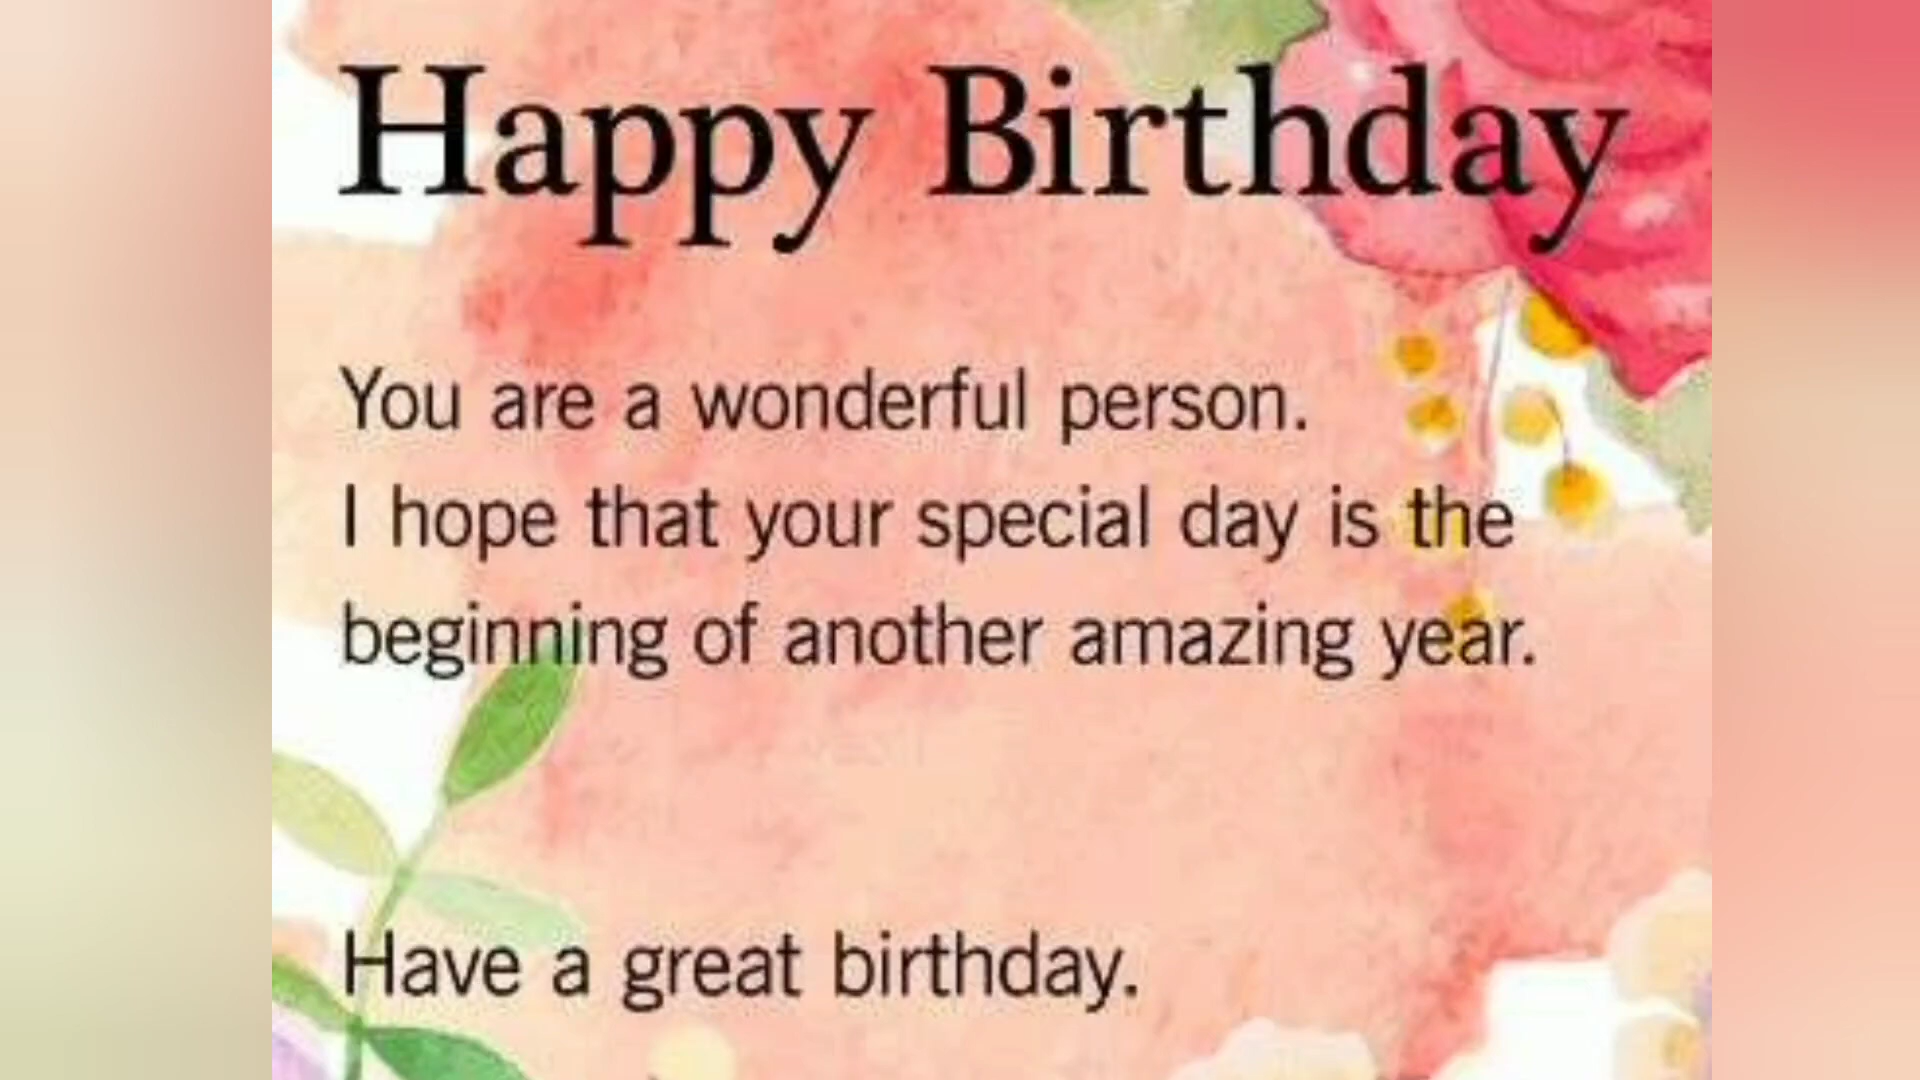 Happy Birthday
You are a wonderful person.
I hope that your special day is the
beginning of another amazing year.
Have a great birthday.